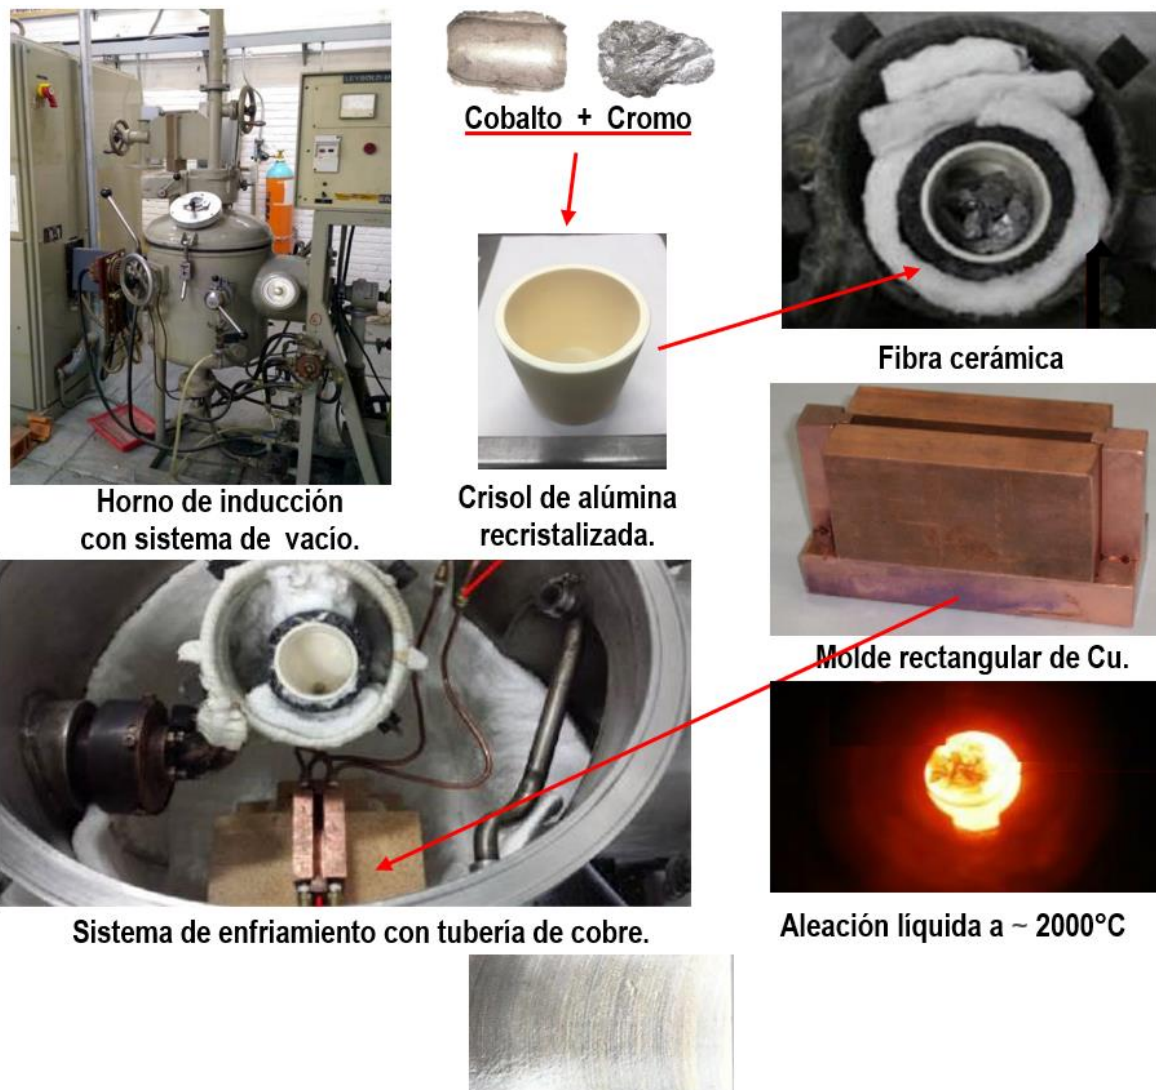 Cobalto + Cromo
Fibra cerámica
Horno de inducción
con sistema de vacío.
Crisol de alúmina
recristalizada.
Molde rectangular de Cu.
Sistema de enfriamiento con tubería de cobre.
Aleación líquida a ~ 2000°C